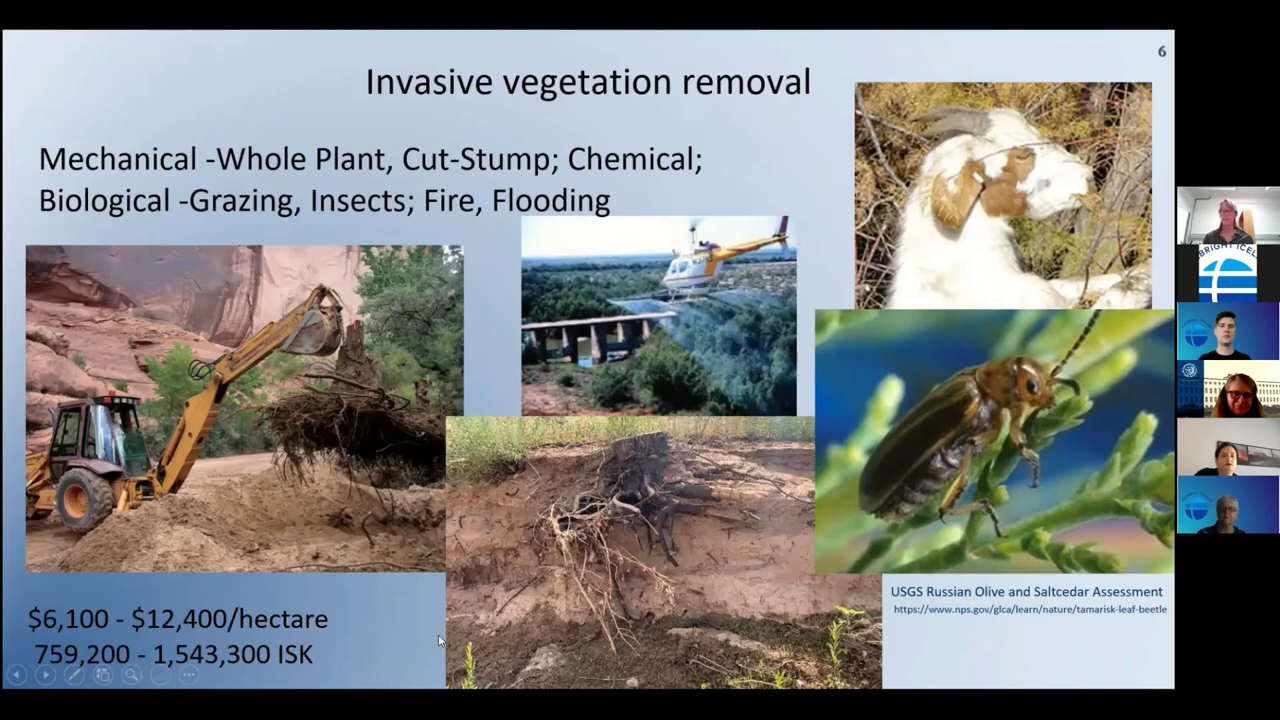 6
Invasive vegetation removal
Mechanical -Whole Plant, Cut-Stump; Chemical;
Biological -Grazing, Insects; Fire, Flooding
USGS Russian Olive and Saltcedar Assessment
https://www.nps.gov/glca/learn/nature/tamarisk-leaf-beetle
$6,100 - $12,400/hectare
759,200 - 1,543,300 ISK
BRIGHT ICEL